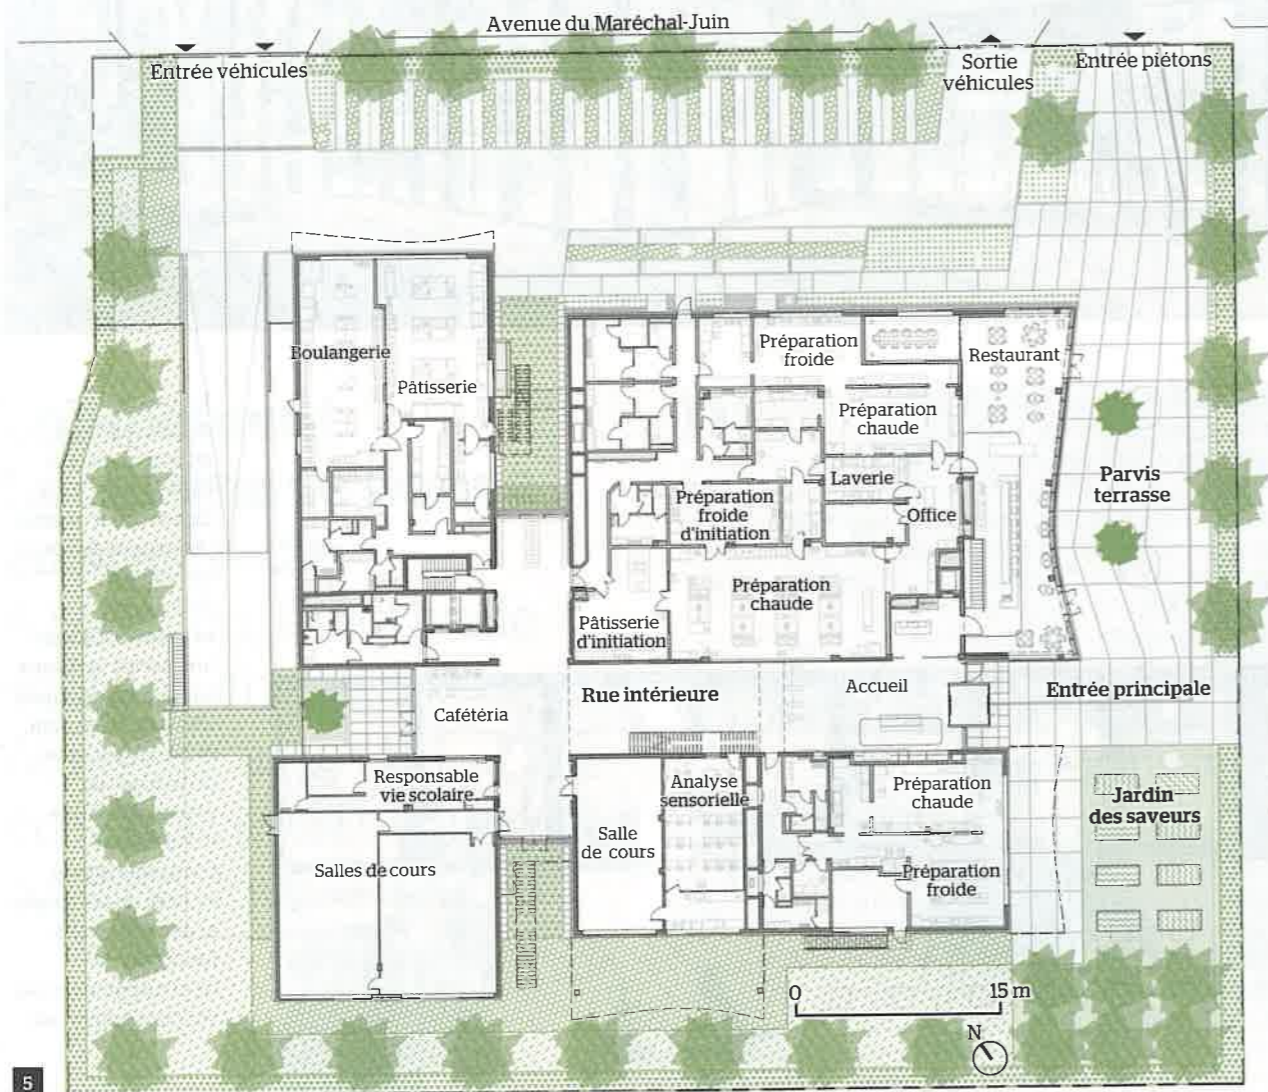 Avenue du Maréchal-Juin
Entrée véhicules
Sortie
véhicules
Entrée piétons
Boulangerie
Pâtisserie
Préparation
froide
Restaurant
Préparation
chaude
Laverie
Office
Parvis
terrasse
Préparation
froide
d'initiation
Préparation
chaude
Pâtisserie
d'initiation
Rue intérieure
Accueil
Entrée principale
Cafétéria
Responsable
vie scolaire
Analyse
sensorielle
Préparation
chaude
Jardin
des saveurs
Salle
de cours
Salles de cours
Préparation
froide
0 15 m
N
5